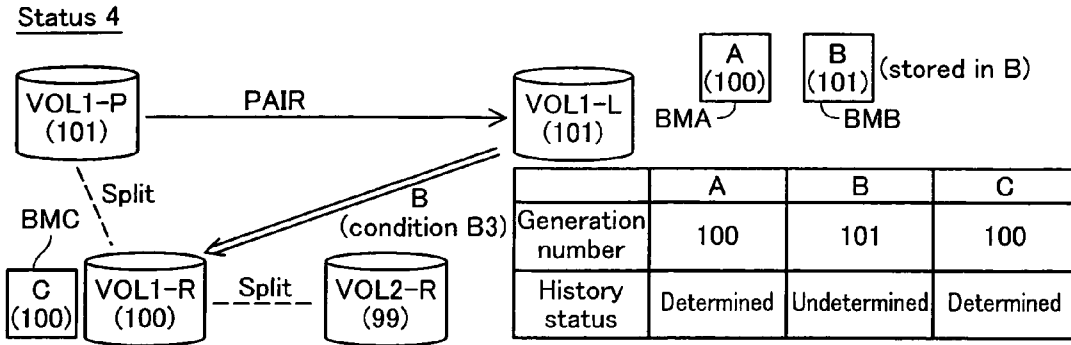 Status 4
VOL1-P
(101)
PAIR
VOL1-L
(101)
A
(100)
B
(101)
(stored in B)
BMA
BMB
Split
B
(condition B3)
BMC
C
(100)
VOL1-R
(100)
Split
VOL2-R
(99)
A B C
Generation
number
100 101 100
History
status
Determined Undetermined Determined